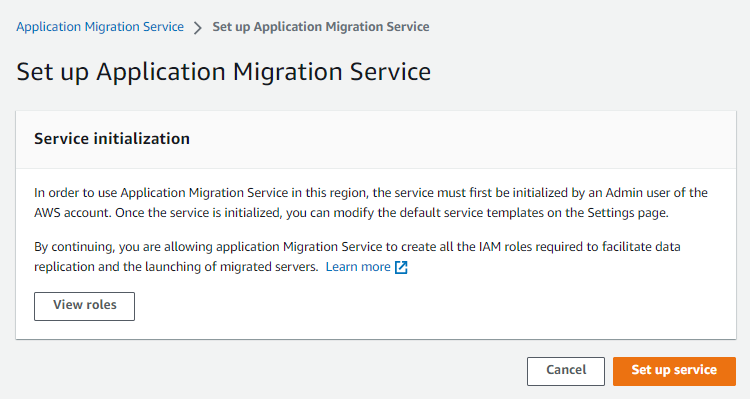 Application Migration Service > Set up Application Migration Service
Set up Application Migration Service
Service initialization
In order to use Application Migration Service in this region, the service must first be initialized by an Admin user of the
AWS account. Once the service is initialized, you can modify the default service templates on the Settings page.
By continuing, you are allowing application Migration Service to create all the IAM roles required to facilitate data
replication and the launching of migrated servers. Learn more
View roles
Cancel Set up service